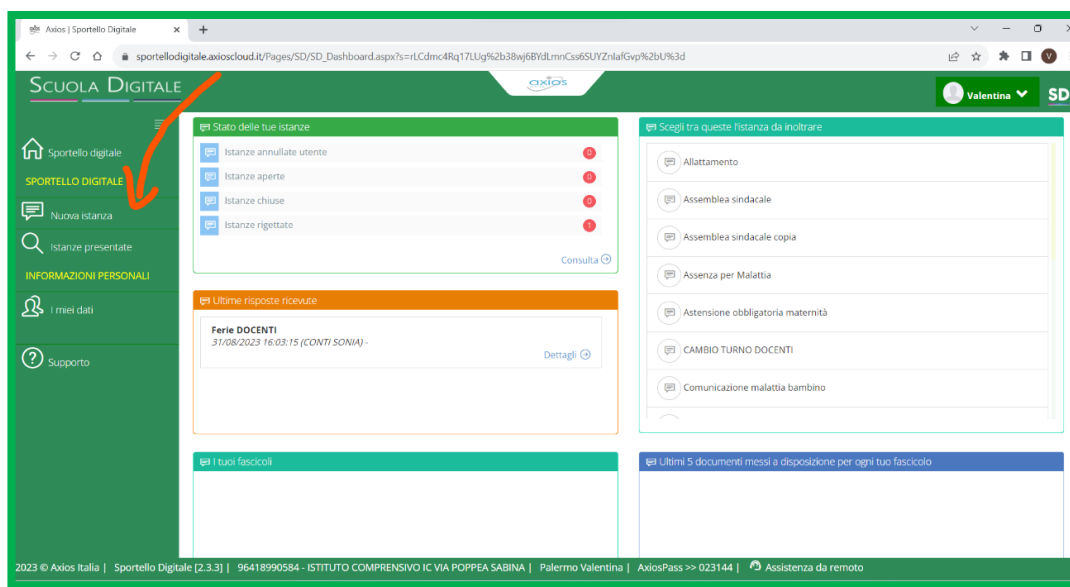 Axios | Sportello Digitale
sportellodigitale.axioscloud.it/Pages/SD/SD_Dashboard.aspx?s=rLCdmc4Rq17LUg%2b38wj6BYdLmnCss6SUYZnlafGvp%2bU%3d
V
SCUOLA DIGITALE
axios
Valentina
SD
Sportello digitale
SPORTELLO DIGITALE
Nuova istanza
Istanze presentate
INFORMAZIONI PERSONALI
I miei dati
Supporto
Stato delle tue istanze
Istanze annullate utente 0
Istanze aperte 0
Istanze chiuse 0
Istanze rigettate 1
Consulta
Scegli tra queste l'istanza da inoltrare
Allattamento
Assemblea sindacale
Assemblea sindacale copia
Assenza per Malattia
Astensione obbligatoria maternità
CAMBIO TURNO DOCENTI
Comunicazione malattia bambino
Ultime risposte ricevute
Ferie DOCENTI
31/08/2023 16:03:15 (CONTI SONIA) -
Dettagli
I tuoi fascicoli
Ultimi 5 documenti messi a disposizione per ogni tuo fascicolo
2023 © Axios Italia | Sportello Digitale [2.3.3] | 96418990584 - ISTITUTO COMPRENSIVO IC VIA POPPEA SABINA | Palermo Valentina | AxiosPass >> 023144 | Assistenza da remoto